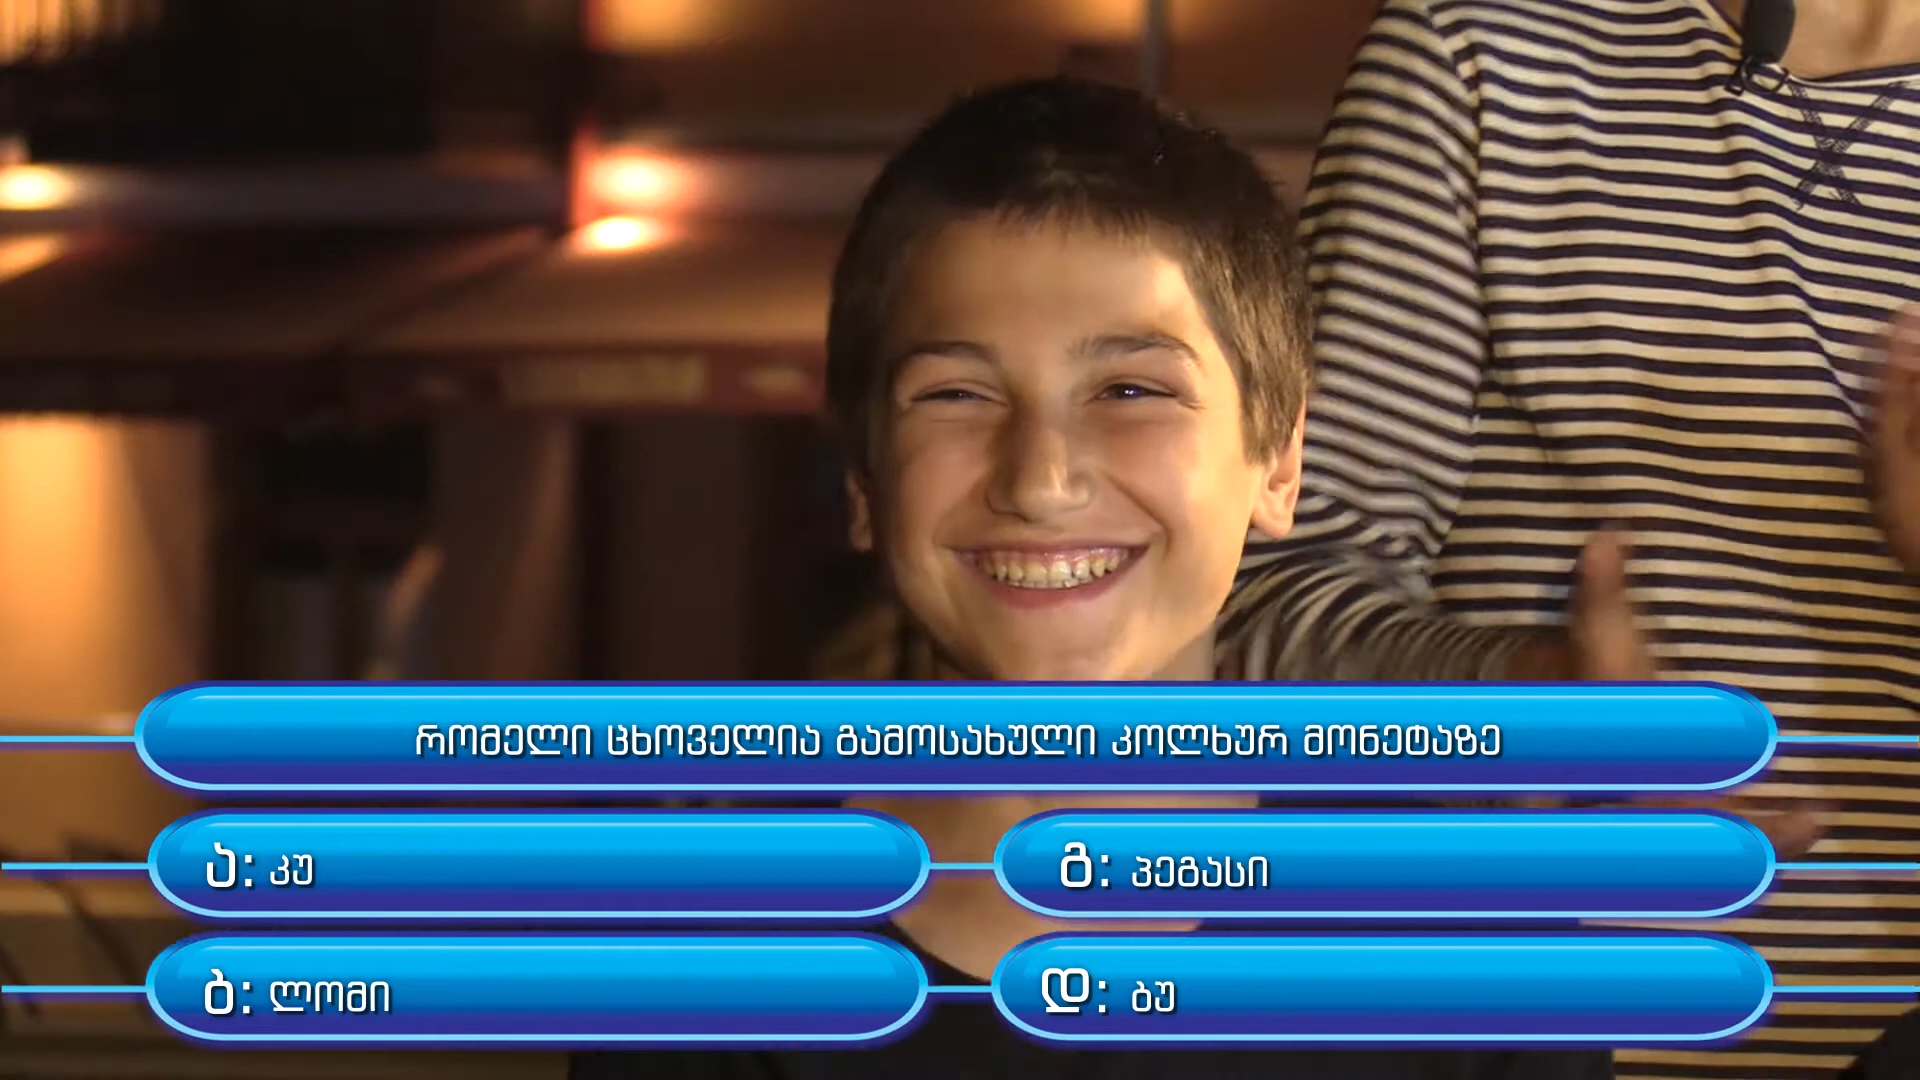 რომელი ცხოველია გამოსახული კოლხურ მონეტაზე
ა: კუ
გ: პეგასი
ბ: ლომი
დ: ბუ